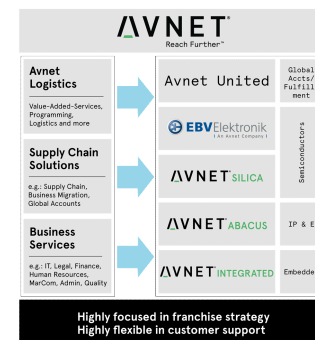 AVNET
Reach Further™
Avnet
Logistics
Value-Added-Services,
Programming,
Logistics and more
Supply Chain
Solutions
e.g.: Supply Chain,
Business Migration,
Global Accounts
Business
Services
e.g.: IT, Legal, Finance,
Human Resources,
MarCom, Admin, Quality
Avnet United
Global
Accts/
Fulfill
ment
EBVElektronik
| An Avnet Company |
Semiconductors
AVNET SILICA
AVNET ABACUS
IP & E
AVNET INTEGRATED
Embedde
Highly focused in franchise strategy
Highly flexible in customer support